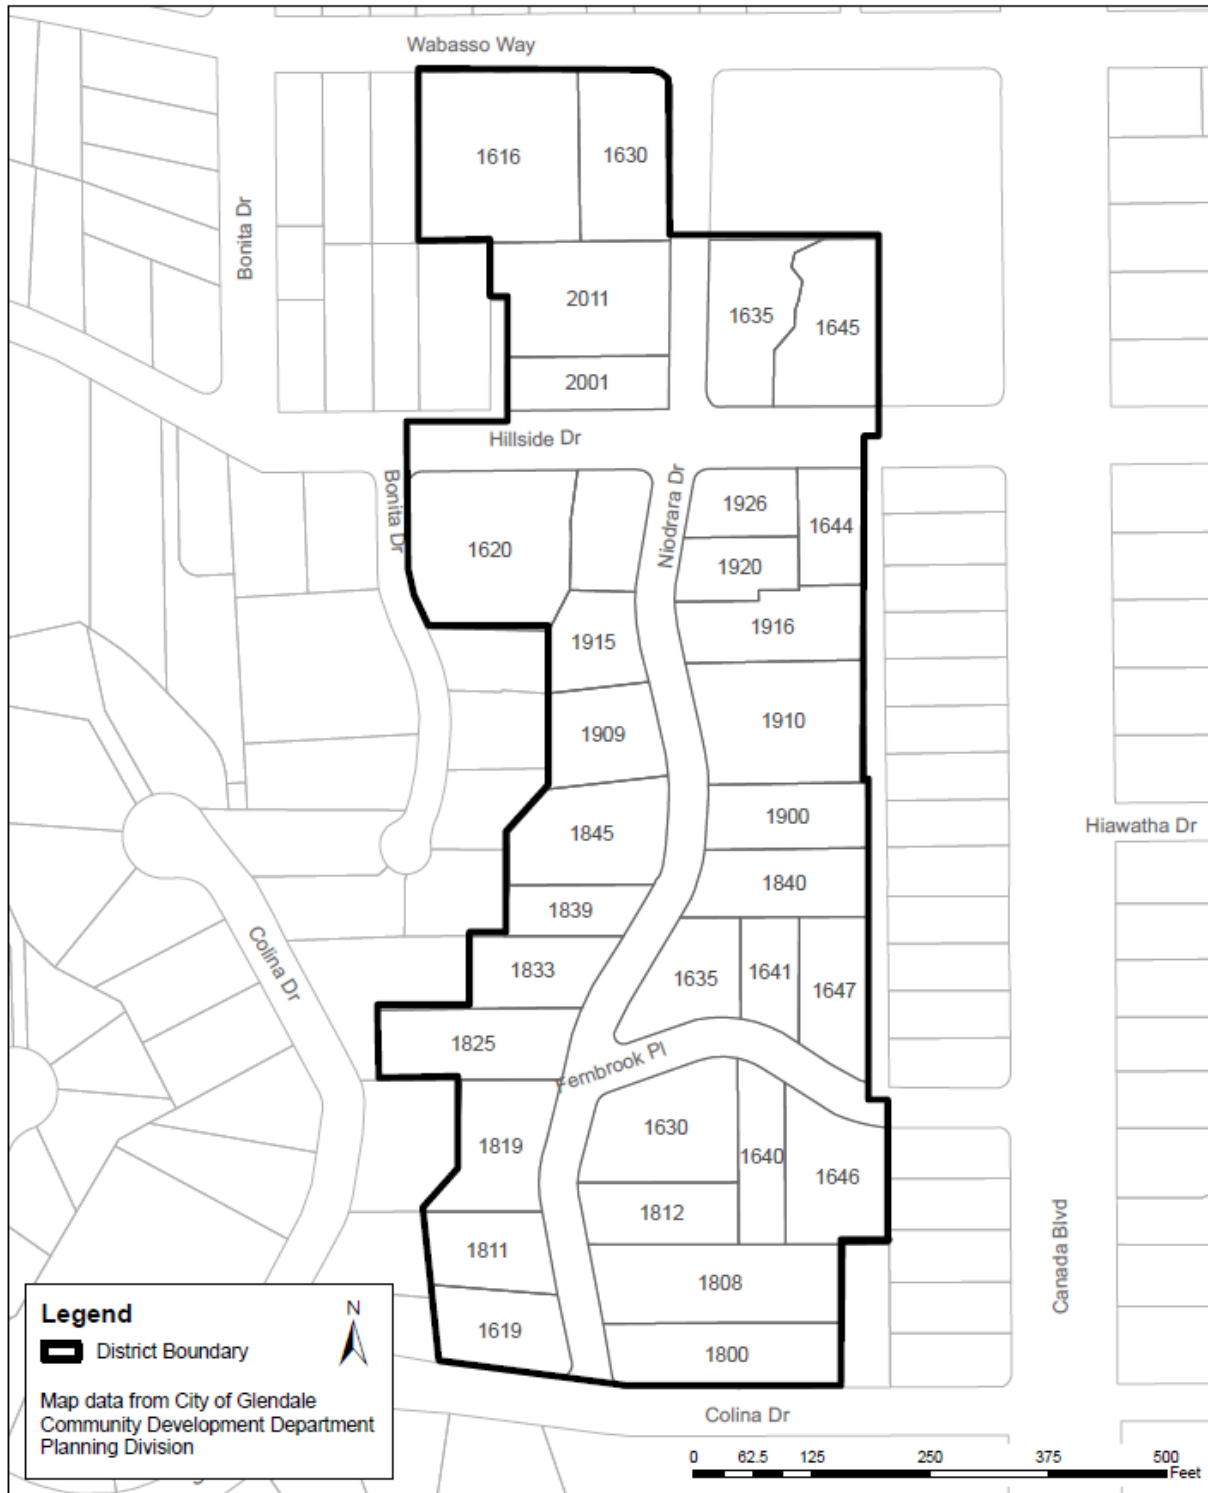 Wabasso Way
1616
1630
Bonita Dr
2011
1635
1645
2001
Hillside Dr
Bonita Dr
Niodrara Dr
1926
1644
1620
1920
1916
1915
1910
1909
1900
Hiawatha Dr
1845
1840
1839
Colina Dr
1833
1635
1641
1647
1825
Fernbrook Pl
1630
1819
1640
1646
1812
Canada Blvd
1811
1808
1619
1800
Colina Dr
Legend
N
District Boundary
Map data from City of Glendale
Community Development Department
Planning Division
0 62.5 125 250 375 500
Feet